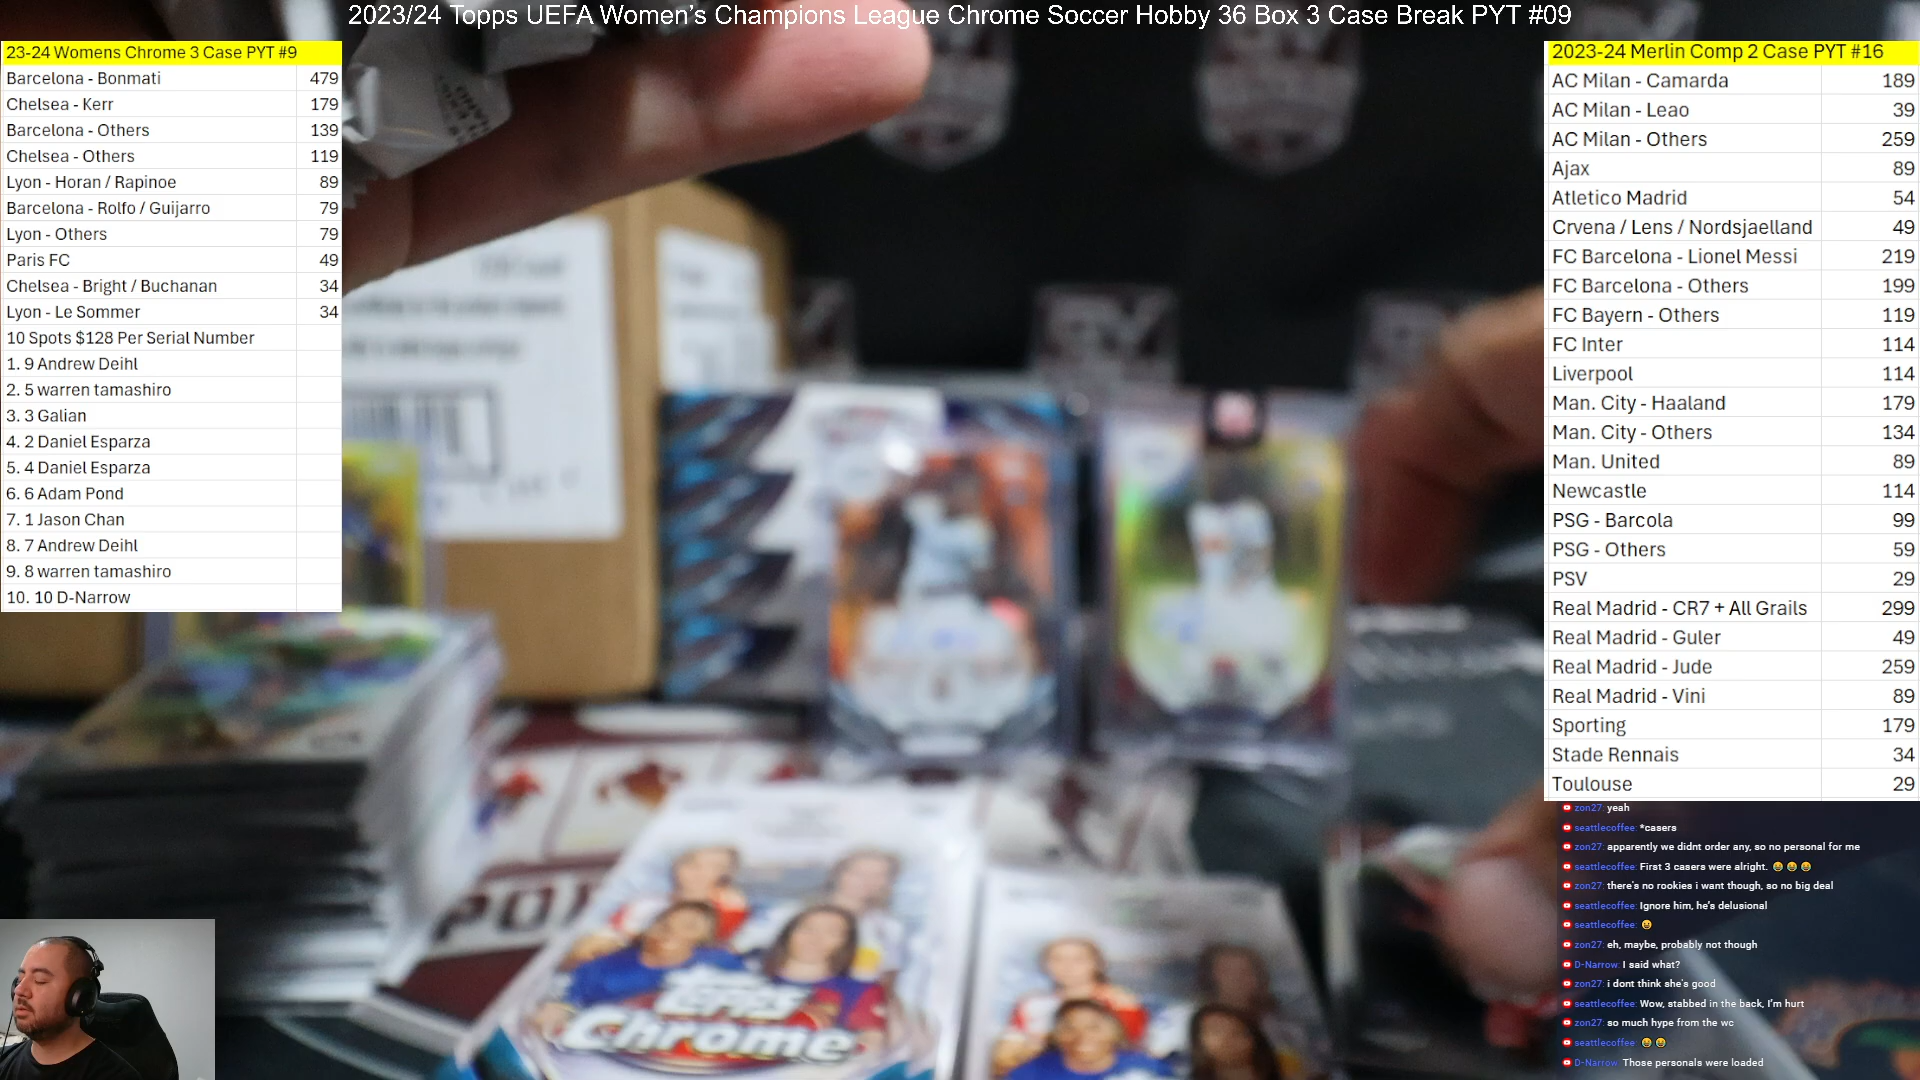 2023/24 Topps UEFA Women's Champions League Chrome Soccer Hobby 36 Box 3 Case Break PYT #09
23-24 Womens Chrome 3 Case PYT #9
Barcelona - Bonmati 479
Chelsea - Kerr 179
Barcelona - Others 139
Chelsea - Others 119
Lyon - Horan / Rapinoe 89
Barcelona - Rolfo / Guijarro 79
Lyon - Others 79
Paris FC 49
Chelsea - Bright / Buchanan 34
Lyon - Le Sommer 34
10 Spots $128 Per Serial Number
1. 9 Andrew Deihl
2. 5 warren tamashiro
3. 3 Galian
4. 2 Daniel Esparza
5. 4 Daniel Esparza
6. 6 Adam Pond
7. 1 Jason Chan
8. 7 Andrew Deihl
9. 8 warren tamashiro
10. 10 D-Narrow
2023-24 Merlin Comp 2 Case PYT #16
AC Milan - Camarda 189
AC Milan - Leao 39
AC Milan - Others 259
Ajax 89
Atletico Madrid 54
Crvena / Lens / Nordsjaelland 49
FC Barcelona - Lionel Messi 219
FC Barcelona - Others 199
FC Bayern - Others 119
FC Inter 114
Liverpool 114
Man. City - Haaland 179
Man. City - Others 134
Man. United 89
Newcastle 114
PSG - Barcola 99
PSG - Others 59
PSV 29
Real Madrid - CR7 + All Grails 299
Real Madrid - Guler 49
Real Madrid - Jude 259
Real Madrid - Vini 89
Sporting 179
Stade Rennais 34
Toulouse 29
zon27: yeah
seattlecoffee: *casers
zon27: apparently we didnt order any, so no personal for me
seattlecoffee: First 3 casers were alright. 😂 😂 😂
zon27: there's no rookies i want though, so no big deal
seattlecoffee: Ignore him, he's delusional
seattlecoffee: 😆
zon27: eh, maybe, probably not though
D-Narrow: I said what?
zon27: i dont think she's good
seattlecoffee: Wow, stabbed in the back, I'm hurt
zon27: so much hype from the wc
seattlecoffee: 😆 😆
D-Narrow: Those personals were loaded
Topps
Chrome